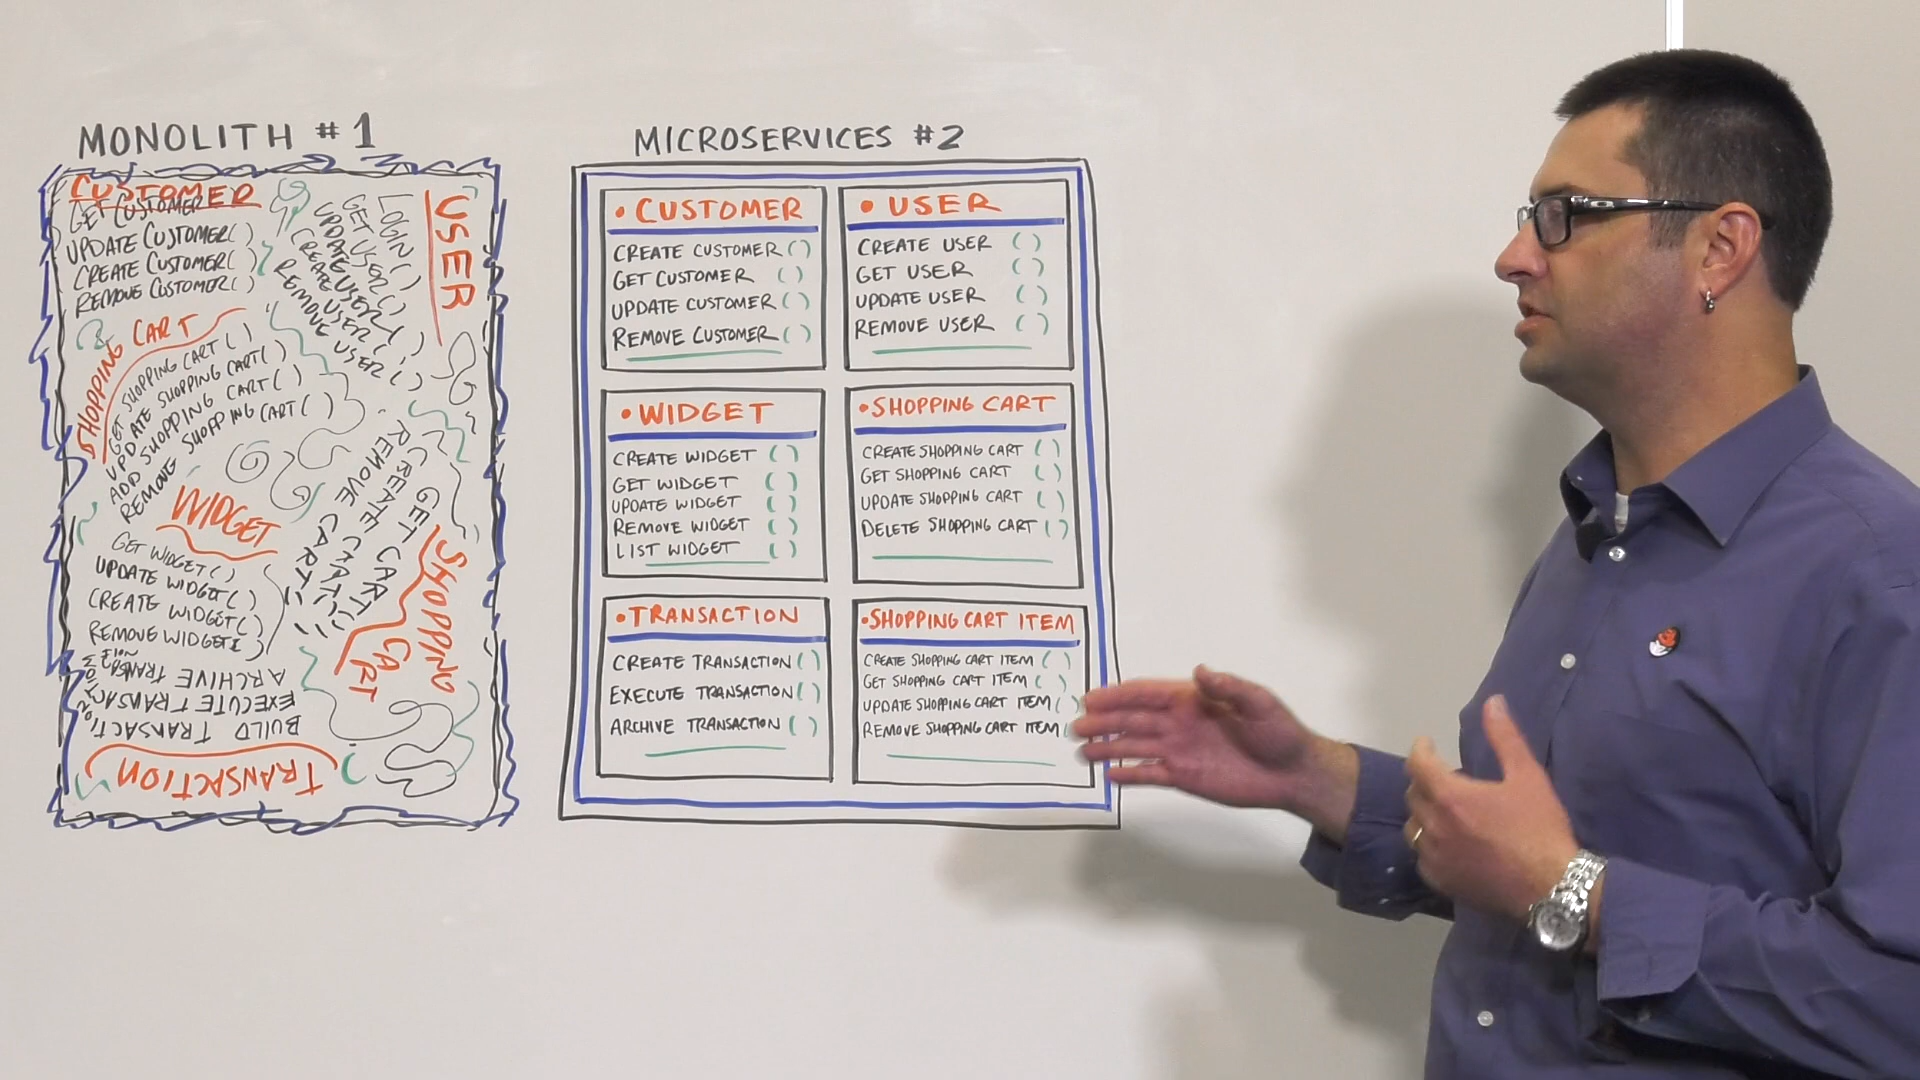 MONOLITH #1
CUSTOMER
GET CUSTOMER
UPDATE CUSTOMER()
CREATE CUSTOMER()
REMOVE CUSTOMER()
USER
LOGIN
GET USER()
UPDATE USER()
CREATE USER()
REMOVE USER()
SHOPPING CART
GET SHOPPING CART()
UPDATE SHOPPING CART()
ADD SHOPPING CART()
REMOVE SHOPPING CART()
WIDGET
GET WIDGET()
UPDATE WIDGET()
CREATE WIDGET()
REMOVE WIDGET
SHOPPING CART
GET CART()
CREATE CART()
REMOVE CART()
TRANSACTION
BUILD TRANSACTION
EXECUTE TRANSACTION
ARCHIVE TRANSACTION
MICROSERVICES #2
• CUSTOMER
CREATE CUSTOMER()
GET CUSTOMER ()
UPDATE CUSTOMER()
REMOVE CUSTOMER()
• USER
CREATE USER ()
GET USER ()
UPDATE USER ()
REMOVE USER ()
• WIDGET
CREATE WIDGET ()
GET WIDGET ()
UPDATE WIDGET ()
REMOVE WIDGET ()
LIST WIDGET ()
• SHOPPING CART
CREATE SHOPPING CART ()
GET SHOPPING CART ()
UPDATE SHOPPING CART ()
DELETE SHOPPING CART ()
• TRANSACTION
CREATE TRANSACTION()
EXECUTE TRANSACTION()
ARCHIVE TRANSACTION ()
• SHOPPING CART ITEM
CREATE SHOPPING CART ITEM ()
GET SHOPPING CART ITEM ()
UPDATE SHOPPING CART ITEM ()
REMOVE SHOPPING CART ITEM (